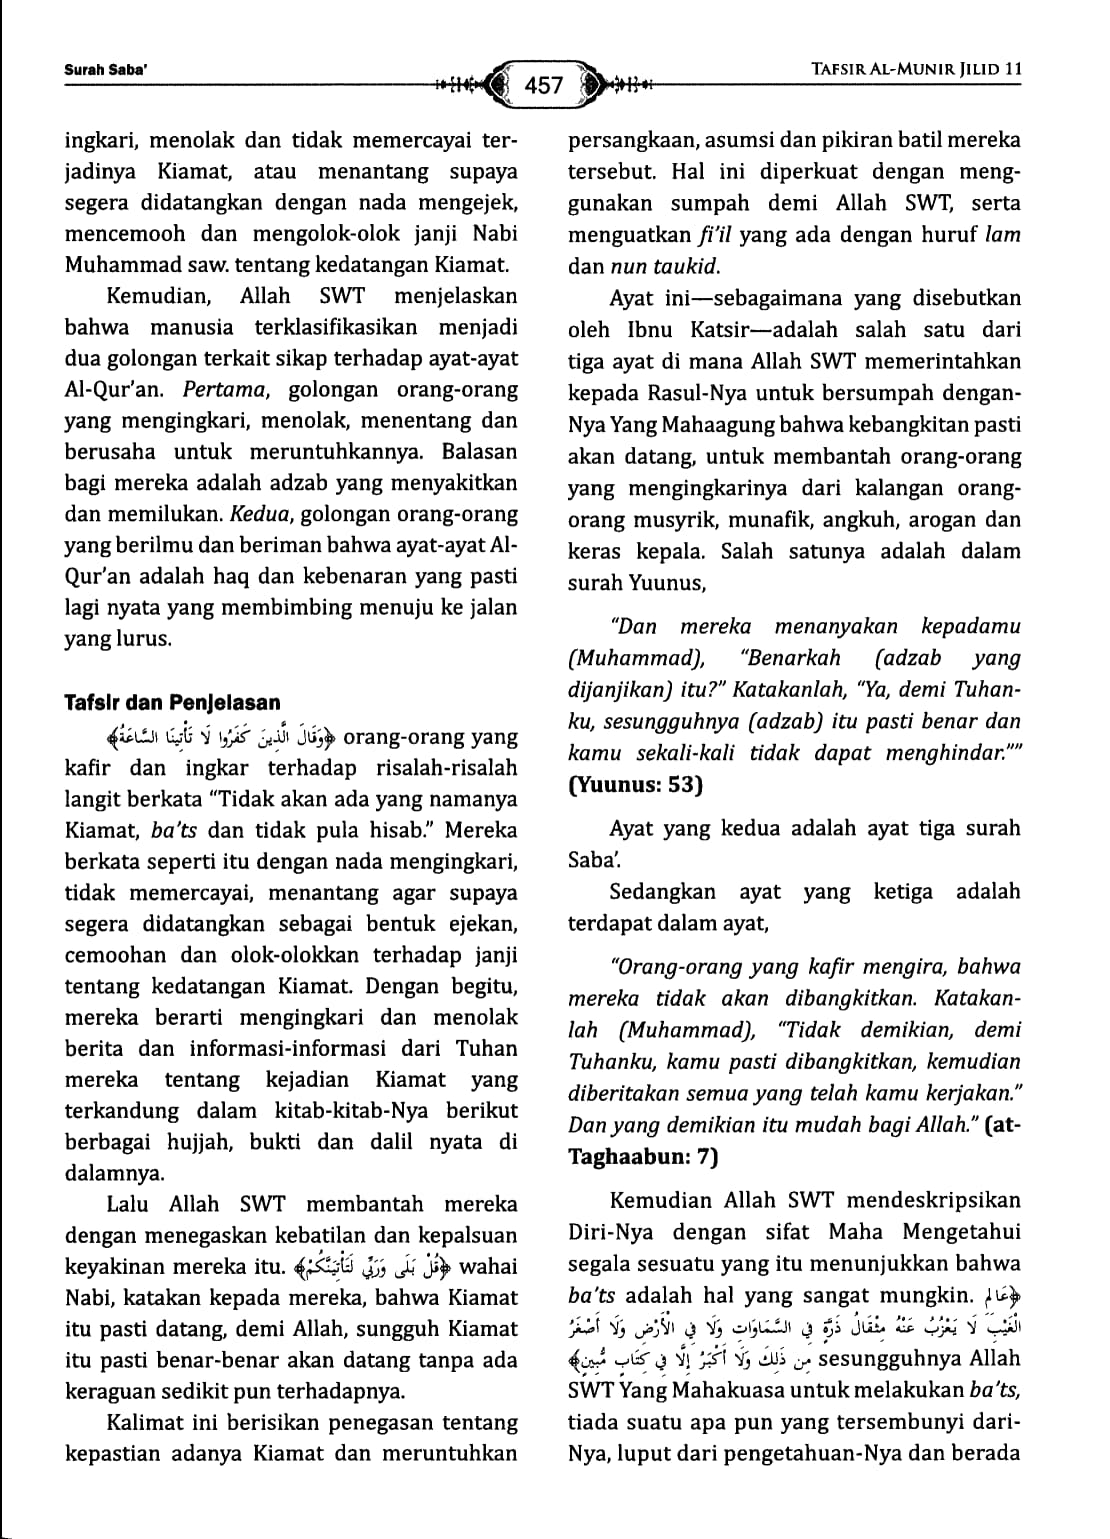 Surah Saba’
457
TAFSIR AL-MUNIR JILID 11
ingkari, menolak dan tidak memercayai ter-
jadinya Kiamat, atau menantang supaya
segera didatangkan dengan nada mengejek,
mencemooh dan mengolok-olok janji Nabi
Muhammad saw. tentang kedatangan Kiamat.
Kemudian, Allah SWT menjelaskan
bahwa manusia terklasifikasikan menjadi
dua golongan terkait sikap terhadap ayat-ayat
Al-Qur’an. Pertama, golongan orang-orang
yang mengingkari, menolak, menentang dan
berusaha untuk meruntuhkannya. Balasan
bagi mereka adalah adzab yang menyakitkan
dan memilukan. Kedua, golongan orang-orang
yang berilmu dan beriman bahwa ayat-ayat Al-
Qur’an adalah haq dan kebenaran yang pasti
lagi nyata yang membimbing menuju ke jalan
yang lurus.
Tafsir dan Penjelasan
﴿وَقَالَ الَّذِينَ كَفَرُوا لَا تَأْتِينَا السَّاعَةُ﴾ orang-orang yang
kafir dan ingkar terhadap risalah-risalah
langit berkata “Tidak akan ada yang namanya
Kiamat, ba’ts dan tidak pula hisab.” Mereka
berkata seperti itu dengan nada mengingkari,
tidak memercayai, menantang agar supaya
segera didatangkan sebagai bentuk ejekan,
cemoohan dan olok-olokkan terhadap janji
tentang kedatangan Kiamat. Dengan begitu,
mereka berarti mengingkari dan menolak
berita dan informasi-informasi dari Tuhan
mereka tentang kejadian Kiamat yang
terkandung dalam kitab-kitab-Nya berikut
berbagai hujjah, bukti dan dalil nyata di
dalamnya.
Lalu Allah SWT membantah mereka
dengan menegaskan kebatilan dan kepalsuan
keyakinan mereka itu. ﴿قُلْ بَلَى وَرَبِّي لَتَأْتِيَنَّكُمْ﴾ wahai
Nabi, katakan kepada mereka, bahwa Kiamat
itu pasti datang, demi Allah, sungguh Kiamat
itu pasti benar-benar akan datang tanpa ada
keraguan sedikit pun terhadapnya.
Kalimat ini berisikan penegasan tentang
kepastian adanya Kiamat dan meruntuhkan
persangkaan, asumsi dan pikiran batil mereka
tersebut. Hal ini diperkuat dengan meng-
gunakan sumpah demi Allah SWT, serta
menguatkan fi’il yang ada dengan huruf lam
dan nun taukid.
Ayat ini—sebagaimana yang disebutkan
oleh Ibnu Katsir—adalah salah satu dari
tiga ayat di mana Allah SWT memerintahkan
kepada Rasul-Nya untuk bersumpah dengan-
Nya Yang Mahaagung bahwa kebangkitan pasti
akan datang, untuk membantah orang-orang
yang mengingkarinya dari kalangan orang-
orang musyrik, munafik, angkuh, arogan dan
keras kepala. Salah satunya adalah dalam
surah Yuunus,
“Dan mereka menanyakan kepadamu
(Muhammad), “Benarkah (adzab yang
dijanjikan) itu?” Katakanlah, “Ya, demi Tuhan-
ku, sesungguhnya (adzab) itu pasti benar dan
kamu sekali-kali tidak dapat menghindar.””
(Yuunus: 53)
Ayat yang kedua adalah ayat tiga surah
Saba’.
Sedangkan ayat yang ketiga adalah
terdapat dalam ayat,
“Orang-orang yang kafir mengira, bahwa
mereka tidak akan dibangkitkan. Katakan-
lah (Muhammad), “Tidak demikian, demi
Tuhanku, kamu pasti dibangkitkan, kemudian
diberitakan semua yang telah kamu kerjakan.”
Dan yang demikian itu mudah bagi Allah.” (at-
Taghaabun: 7)
Kemudian Allah SWT mendeskripsikan
Diri-Nya dengan sifat Maha Mengetahui
segala sesuatu yang itu menunjukkan bahwa
ba’ts adalah hal yang sangat mungkin. ﴿عَالِمِ
الْغَيْبِ لَا يَعْزُبُ عَنْهُ مِثْقَالُ ذَرَّةٍ فِي السَّمَاوَاتِ وَلَا فِي الْأَرْضِ وَلَا أَصْغَرُ
مِن ذَلِكَ وَلَا أَكْبَرُ إِلَّا فِي كِتَابٍ مُّبِينٍ﴾ sesungguhnya Allah
SWT Yang Mahakuasa untuk melakukan ba’ts,
tiada suatu apa pun yang tersembunyi dari-
Nya, luput dari pengetahuan-Nya dan berada